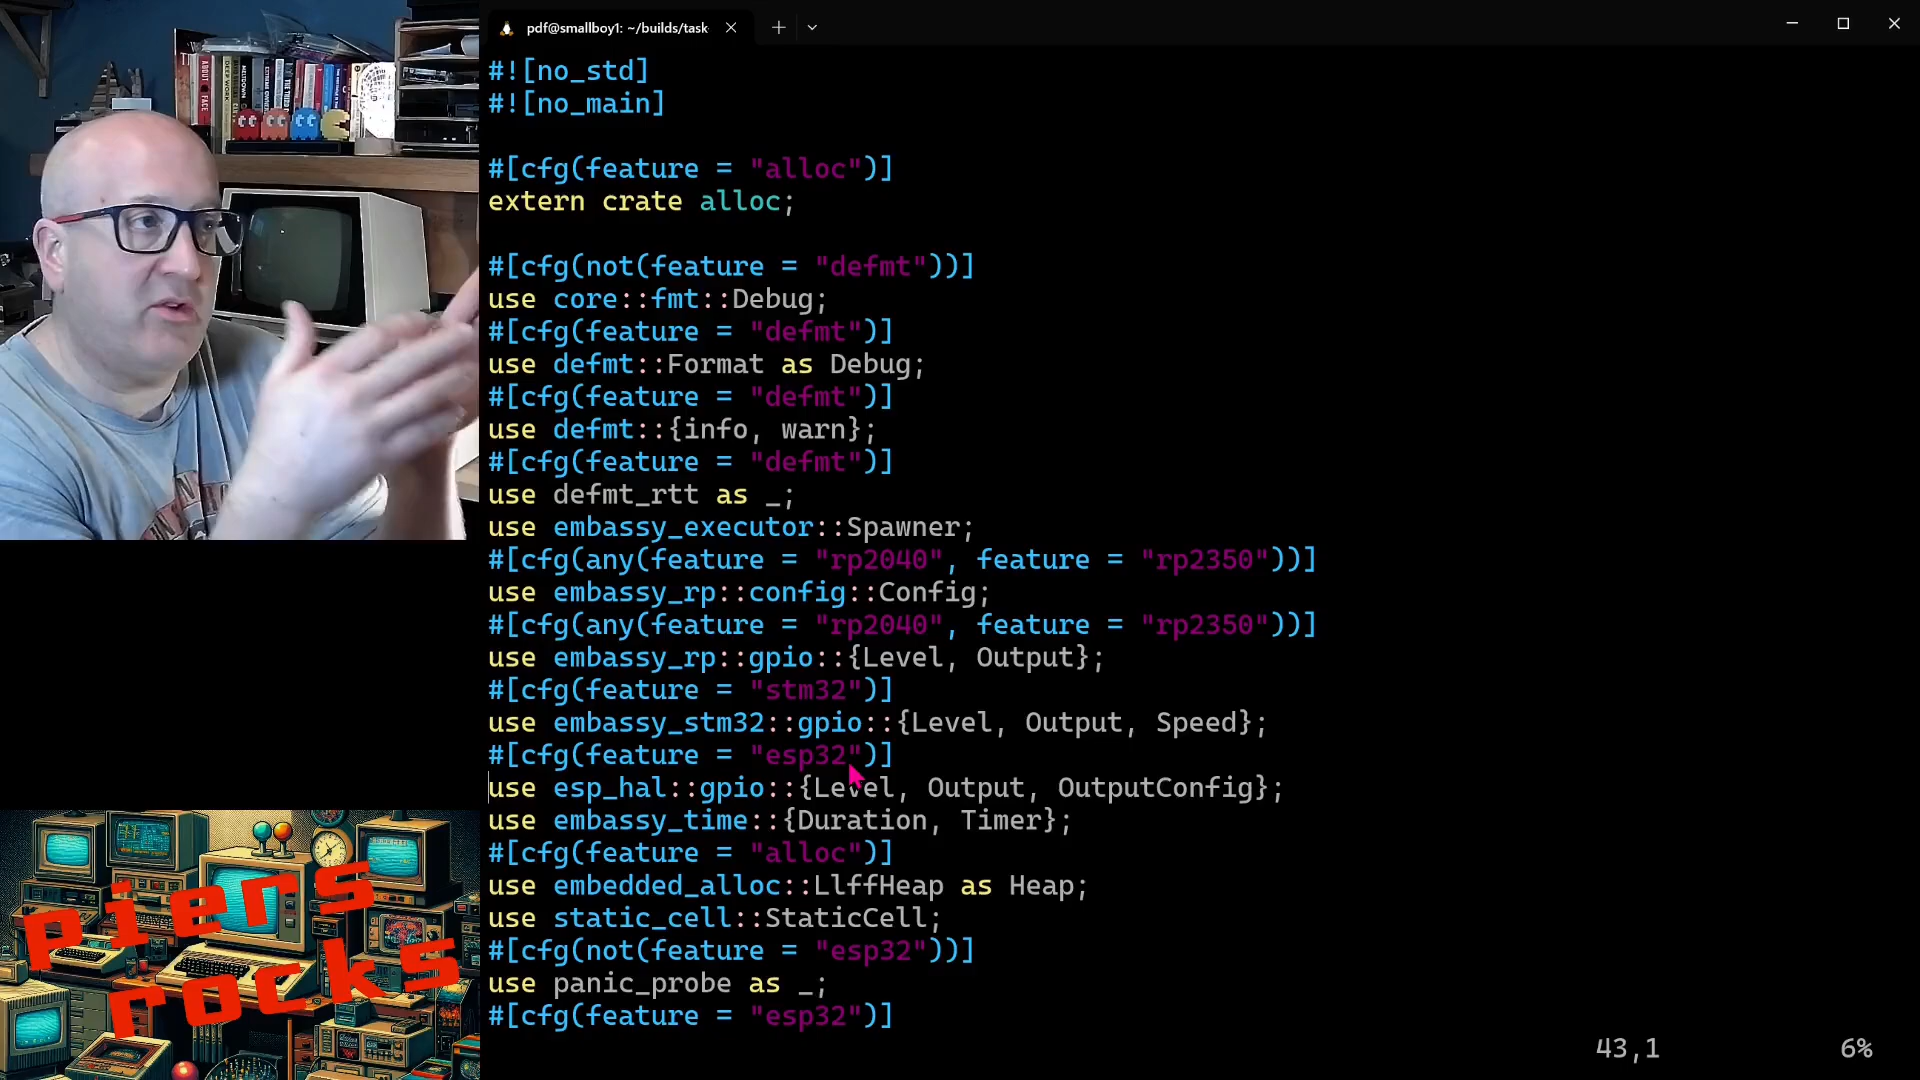 pdf@smallboy1: ~/builds/task
#![no_std]
#![no_main]
#[cfg(feature = "alloc")]
extern crate alloc;
#[cfg(not(feature = "defmt"))]
use core::fmt::Debug;
#[cfg(feature = "defmt")]
use defmt::Format as Debug;
#[cfg(feature = "defmt")]
use defmt::{info, warn};
#[cfg(feature = "defmt")]
use defmt_rtt as _;
use embassy_executor::Spawner;
#[cfg(any(feature = "rp2040", feature = "rp2350"))]
use embassy_rp::config::Config;
#[cfg(any(feature = "rp2040", feature = "rp2350"))]
use embassy_rp::gpio::{Level, Output};
#[cfg(feature = "stm32")]
use embassy_stm32::gpio::{Level, Output, Speed};
#[cfg(feature = "esp32")]
use esp_hal::gpio::{Level, Output, OutputConfig};
use embassy_time::{Duration, Timer};
#[cfg(feature = "alloc")]
use embedded_alloc::LlffHeap as Heap;
use static_cell::StaticCell;
#[cfg(not(feature = "esp32"))]
use panic_probe as _;
#[cfg(feature = "esp32")]
43,1 6%
ABOUT FACE
DEEP WORK
piers
rocks